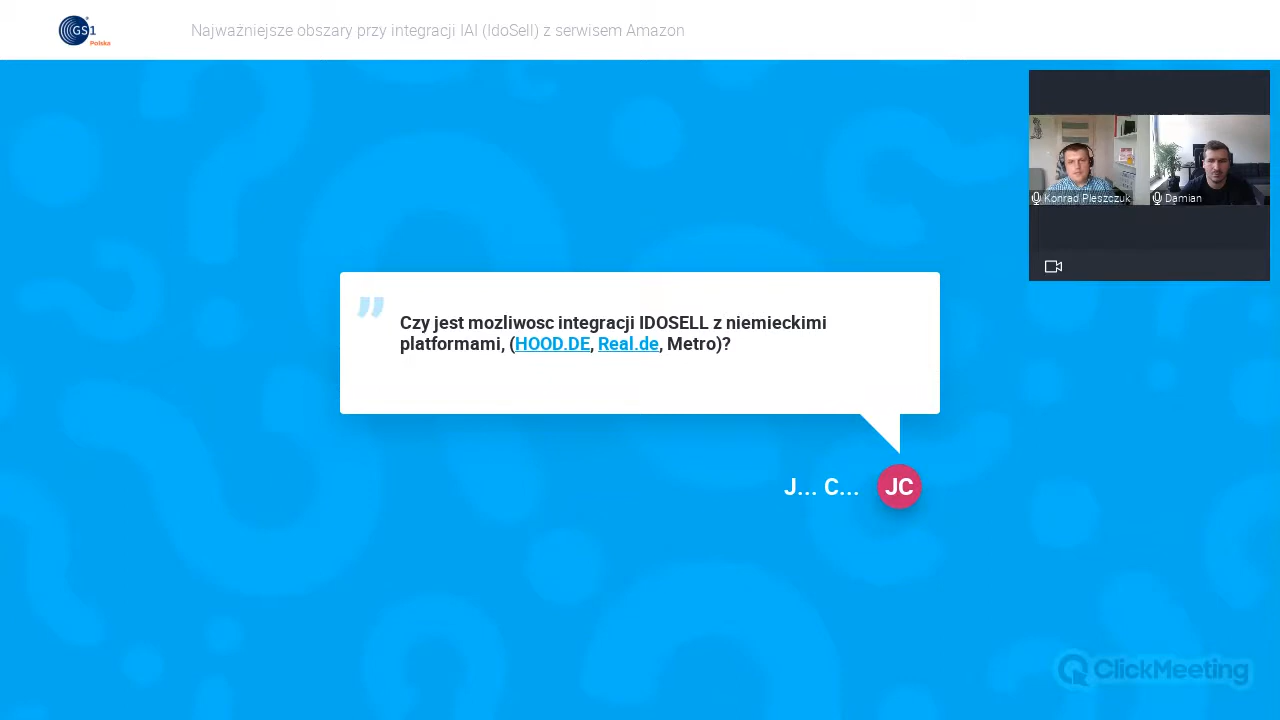 GS1
Polska
Najważniejsze obszary przy integracji IAI (IdoSell) z serwisem Amazon
Konrad Pleszczuk
Damian
Czy jest mozliwosc integracji IDOSELL z niemieckimi
platformami, (HOOD.DE, Real.de, Metro)?
J... C... JC
ClickMeeting